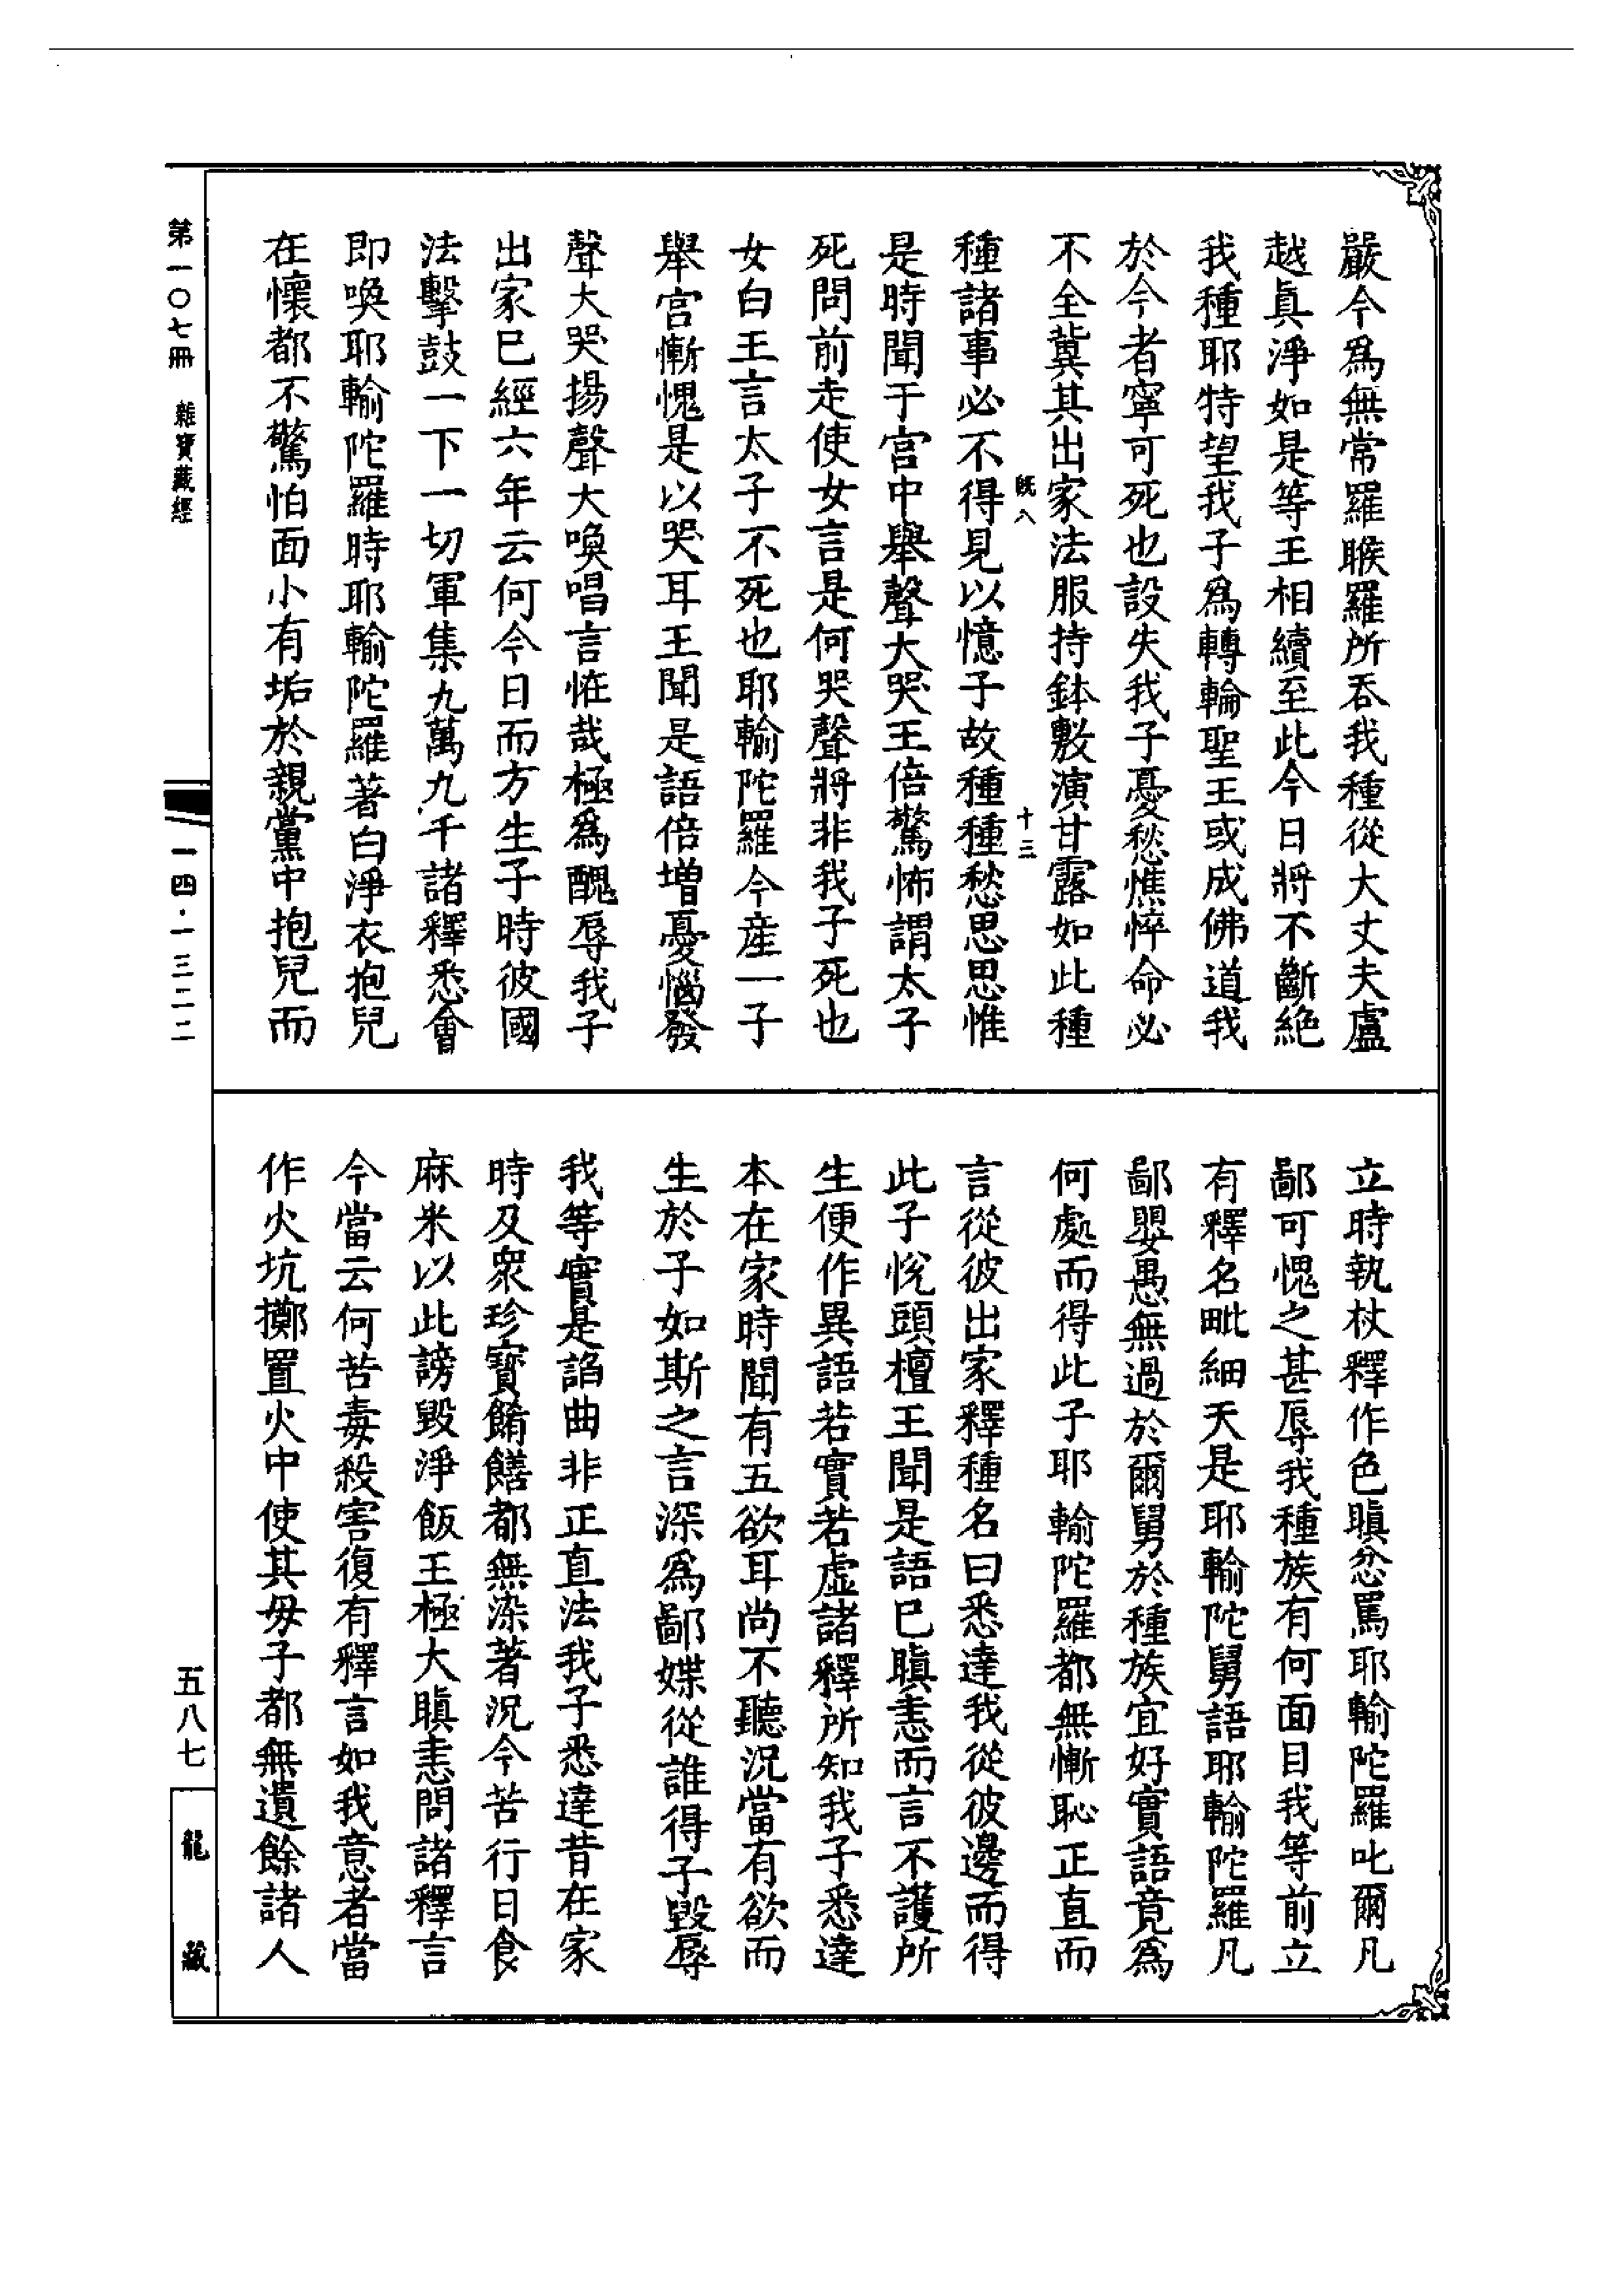 嚴今爲無常羅睺羅所吞我種從大丈夫盧
越真淨如是等王相續至此今日將不斷絕
我種耶特望我子爲轉輪聖王或成佛道我
於今者寧可死也設失我子憂愁憔悴命必
不全冀其出家法服持鉢敷演甘露如此種
既八
十三
種諸事必不得見以憶子故種種愁思思惟
是時聞于宮中舉聲大哭王倍驚怖謂太子
死問前走使女言是何哭聲將非我子死也
女白王言太子不死也耶輸陀羅今產一子
舉宮慚愧是以哭耳王聞是語倍增憂惱發
聲大哭揚聲大喚唱言恠哉極爲醜辱我子
出家已經六年云何今日而方生子時彼國
法擊鼓一下一切軍集九萬九千諸釋悉會
即喚耶輸陀羅時耶輸陀羅著白淨衣抱兒
在懷都不驚怕面小有垢於親黨中抱兒而
立時執杖釋作色瞋忿罵耶輸陀羅叱爾凡
鄙可愧之甚辱我種族有何面目我等前立
有釋名毗細天是耶輸陀舅語耶輸陀羅凡
鄙嬰愚無過於爾舅於種族宜好實語竟爲
何處而得此子耶輸陀羅都無慚恥正直而
言從彼出家釋種名曰悉達我從彼邊而得
此子悅頭檀王聞是語已瞋恚而言不護所
生便作異語若實若虛諸釋所知我子悉達
本在家時聞有五欲耳尚不聽況當有欲而
生於子如斯之言深爲鄙媟從誰得子毀辱
我等實是諂曲非正直法我子悉達昔在家
時及衆珍寶餚饍都無染著況今苦行日食
麻米以此謗毀淨飯王極大瞋恚問諸釋言
今當云何苦毒殺害復有釋言如我意者當
作火坑擲置火中使其母子都無遺餘諸人
第一〇七冊 雜寶藏經
一四·一三二二
五八七
龍藏